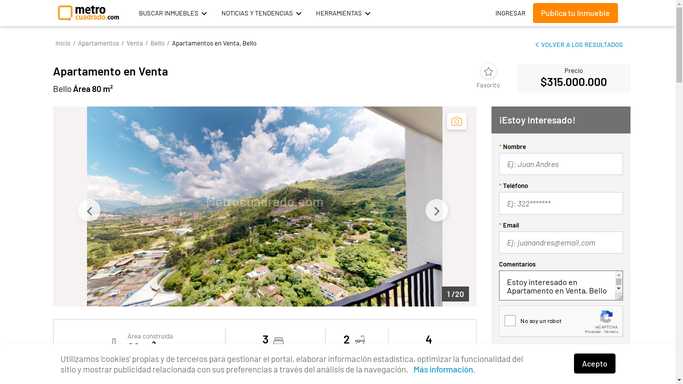 metro
cuadrado.com
BUSCAR INMUEBLES
NOTICIAS Y TENDENCIAS
HERRAMIENTAS
INGRESAR
Publica tu Inmueble
Inicio / Apartamentos / Venta / Bello / Apartamentos en Venta, Bello
VOLVER A LOS RESULTADOS
Apartamento en Venta
Bello Área 80 m²
Favorito
Precio
$315.000.000
Metrocuadrado.com
1 / 20
¡Estoy Interesado!
* Nombre
Ej: Juan Andres
* Teléfono
Ej: 322*******
* Email
Ej: juanandres@email.com
Comentarios
Estoy interesado en
Apartamento en Venta, Bello
No soy un robot
reCAPTCHA
Privacidad - Términos
Área construida
3
2
4
Utilizamos 'cookies' propias y de terceros para gestionar el portal, elaborar información estadística, optimizar la funcionalidad del
sitio y mostrar publicidad relacionada con sus preferencias a través del análisis de la navegación. Más información.
Acepto